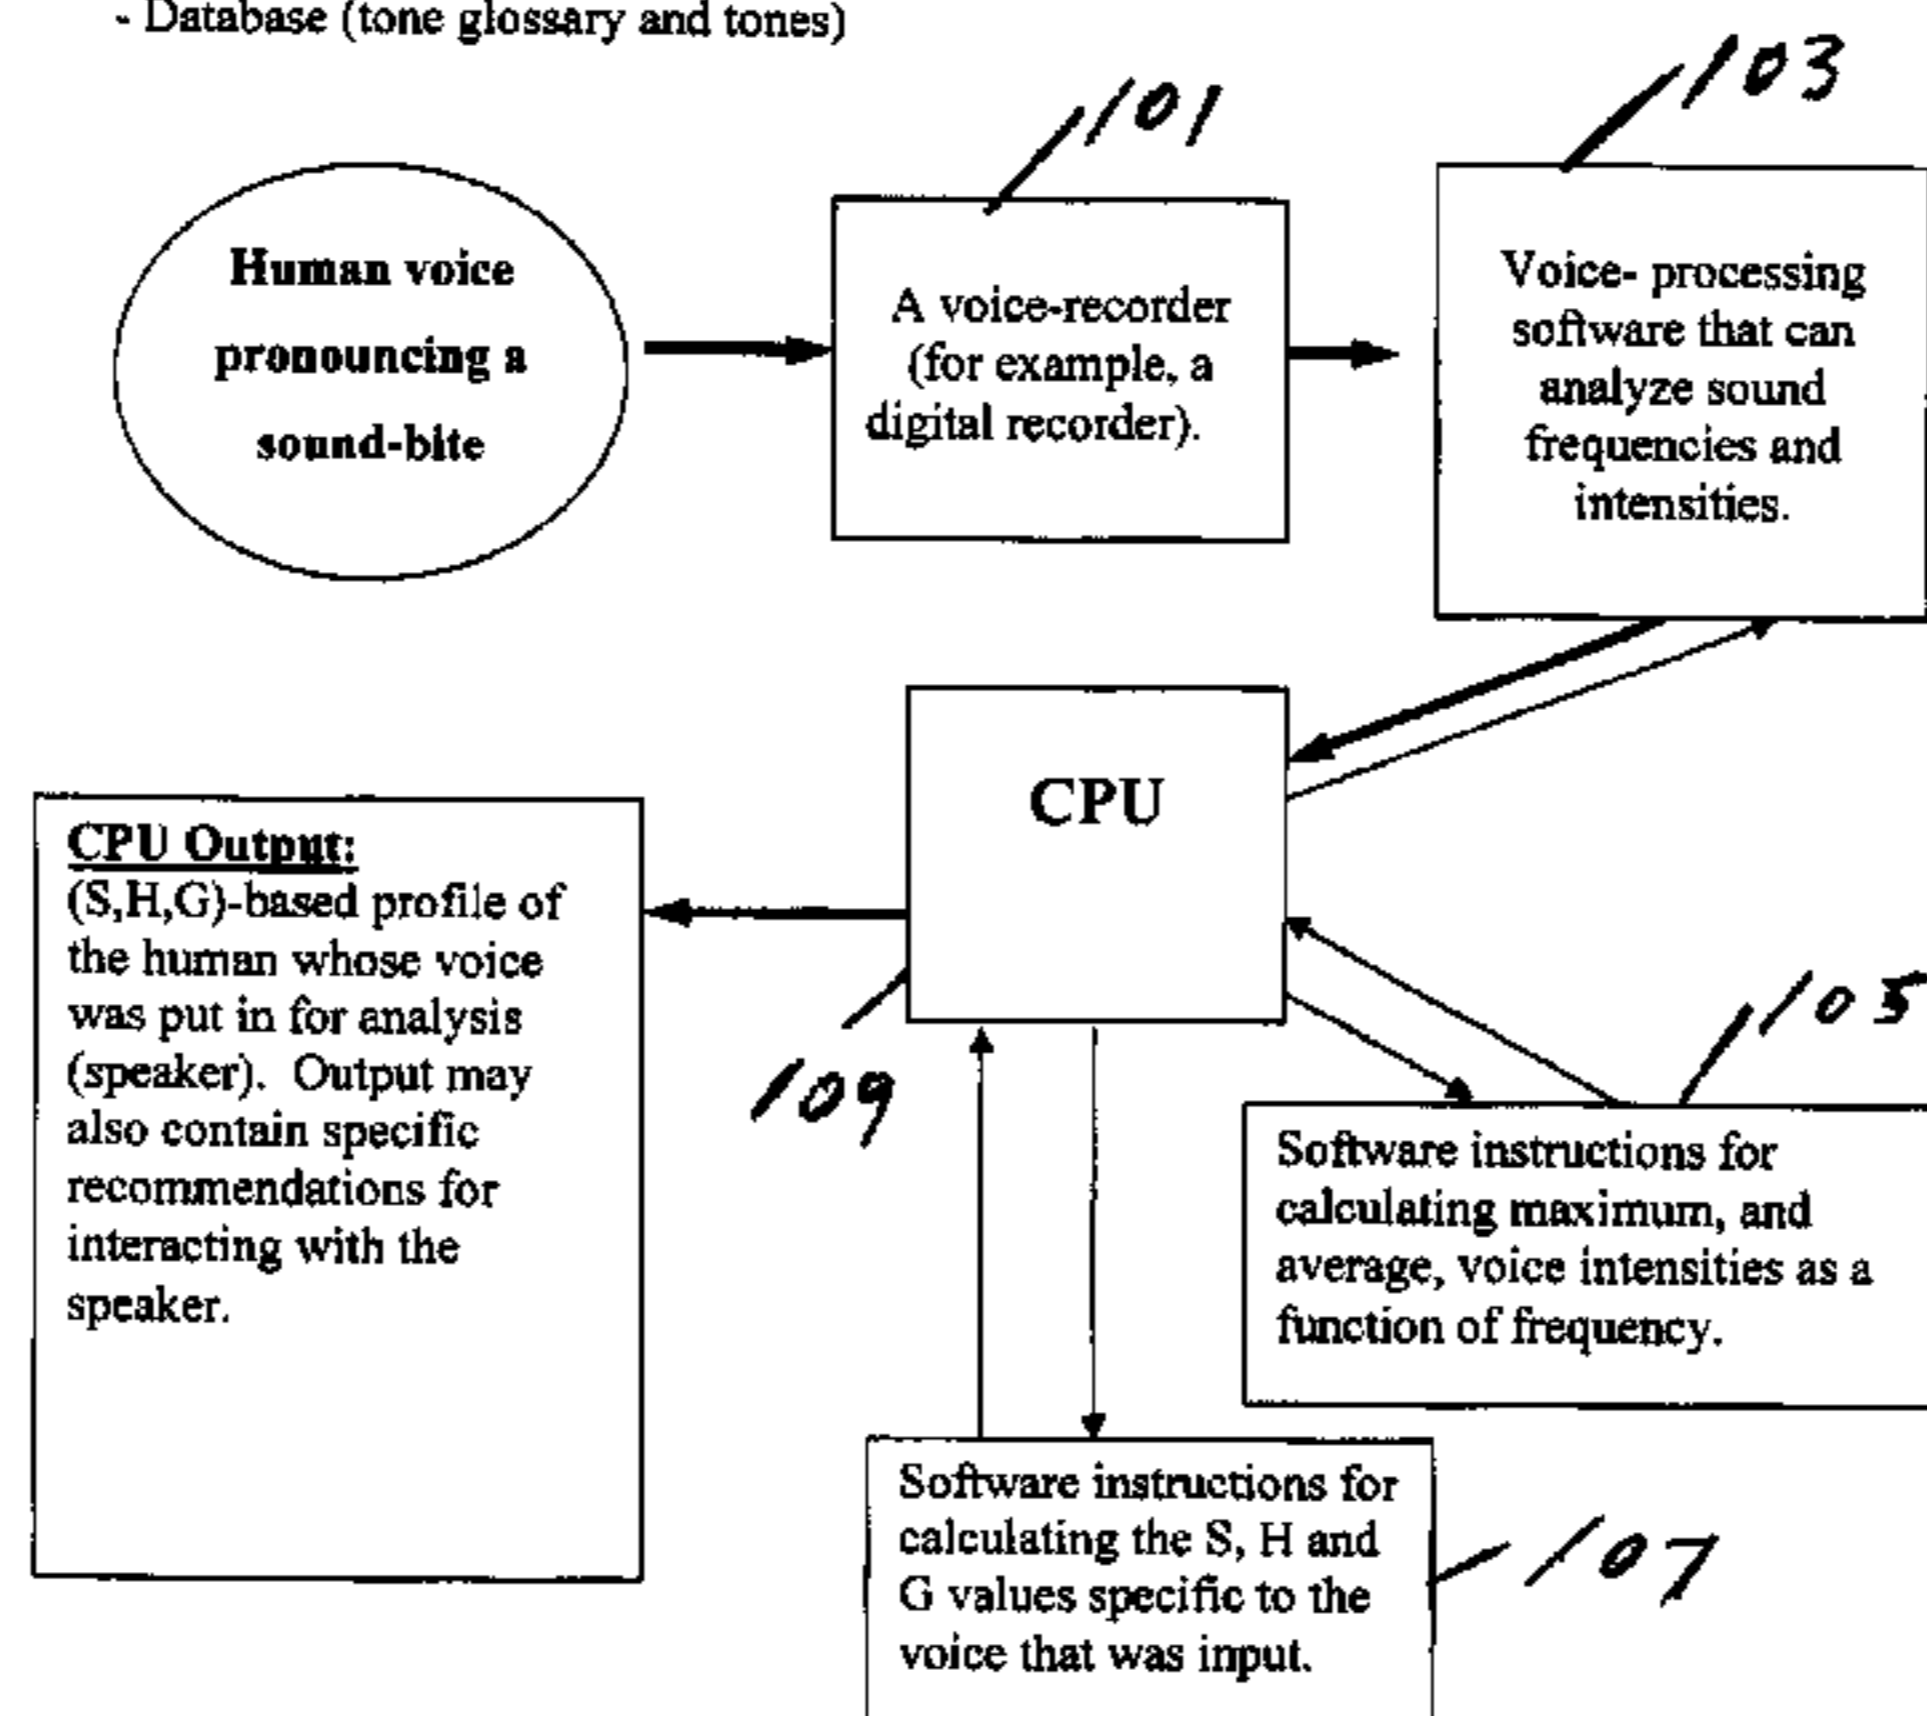 - Database (tone glossary and tones)
101
103
Human voice
pronouncing a
sound-bite
A voice-recorder
(for example, a
digital recorder).
Voice- processing
software that can
analyze sound
frequencies and
intensities.
CPU
CPU Output:
(S,H,G)-based profile of
the human whose voice
was put in for analysis
(speaker). Output may
also contain specific
recommendations for
interacting with the
speaker.
109
105
Software instructions for
calculating maximum, and
average, voice intensities as a
function of frequency.
Software instructions for
calculating the S, H and
G values specific to the
voice that was input.
107